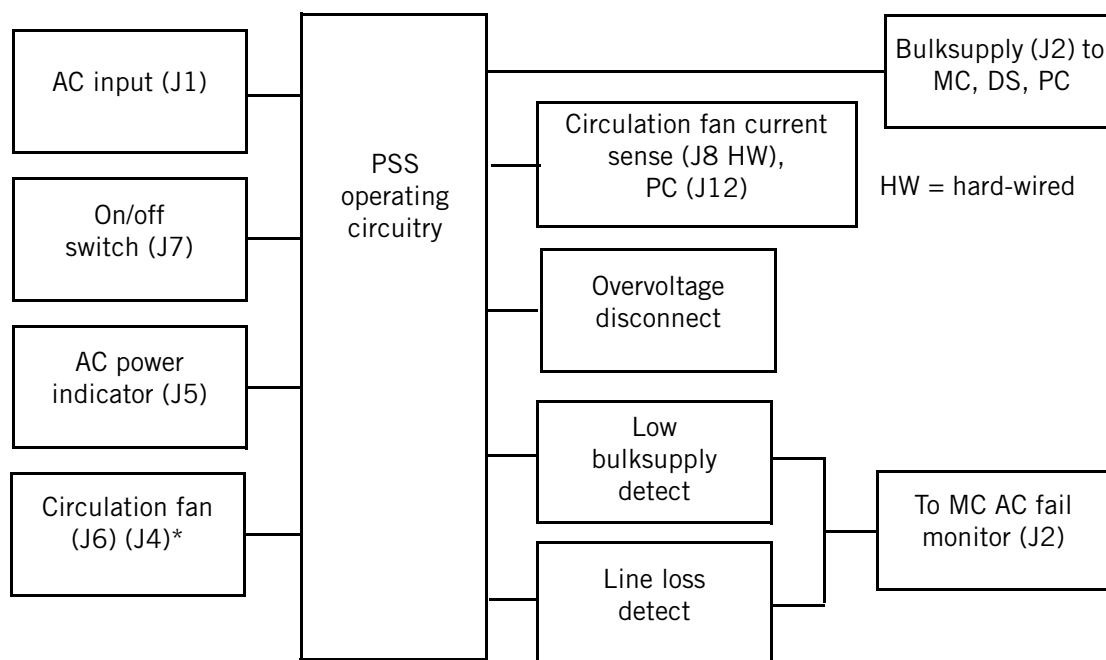 AC input (J1)
On/off
switch (J7)
AC power
indicator (J5)
Circulation fan
(J6) (J4)*
PSS
operating
circuitry
Bulksupply (J2) to
MC, DS, PC
Circulation fan current
sense (J8 HW),
PC (J12)
HW = hard-wired
Overvoltage
disconnect
Low
bulksupply
detect
Line loss
detect
To MC AC fail
monitor (J2)